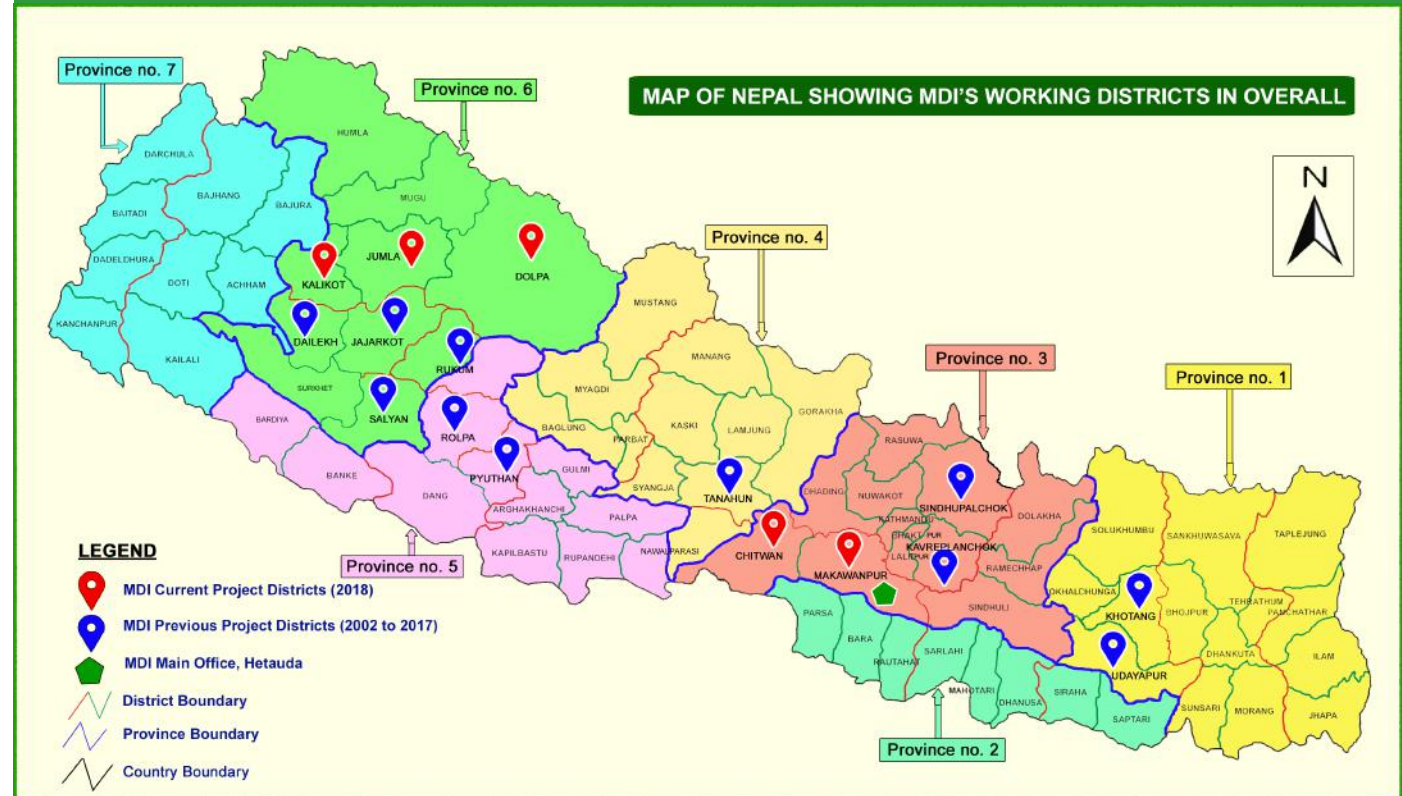 MAP OF NEPAL SHOWING MDI'S WORKING DISTRICTS IN OVERALL
N
Province no. 7
DARCHULA
BAJHANG
BAITADI
BAJURA
DADELDHURA
DOTI
ACHHAM
KANCHANPUR
KAILALI
Province no. 6
HUMLA
MUGU
JUMLA
DOLPA
KALIKOT
DAILEKH
JAJARKOT
RUKUM
SURKHET
SALYAN
Province no. 4
MUSTANG
MANANG
MYAGDI
GORAKHA
KASKI
LAMJUNG
BAGLUNG
PARBAT
SYANGJA
TANAHUN
NAWALPARASI
Province no. 5
BARDIYA
ROLPA
BANKE
PYUTHAN
GULMI
DANG
ARGHAKHANCHI
PALPA
KAPILBASTU
RUPANDEHI
Province no. 3
RASUWA
DHADING
NUWAKOT
SINDHUPALCHOK
DOLAKHA
KATHMANDU
BHAKTPUR
KAVREPLANCHOK
LALITPUR
CHITWAN
MAKAWANPUR
RAMECHHAP
SINDHULI
Province no. 1
SOLUKHUMBU
SANKHUWASAVA
TAPLEJUNG
OKHALDHUNGA
KHOTANG
BHOJPUR
TEHRATHUM
PANCHATHAR
DHANKUTA
ILAM
UDAYAPUR
SUNSARI
MORANG
JHAPA
Province no. 2
PARSA
BARA
RAUTAHAT
SARLAHI
MAHOTARI
DHANUSA
SIRAHA
SAPTARI
LEGEND
MDI Current Project Districts (2018)
MDI Previous Project Districts (2002 to 2017)
MDI Main Office, Hetauda
District Boundary
Province Boundary
Country Boundary